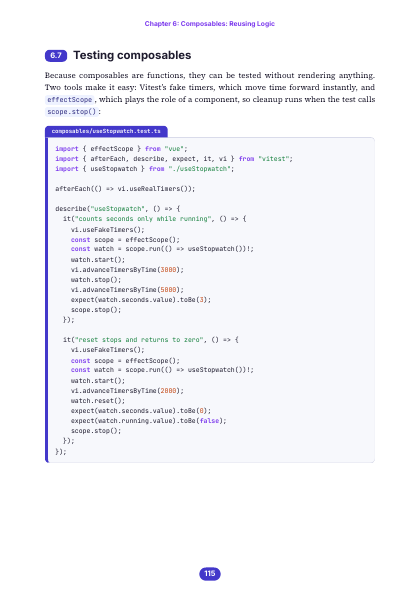 Chapter 6: Composables: Reusing Logic
6.7 Testing composables
Because composables are functions, they can be tested without rendering anything.
Two tools make it easy: Vitest's fake timers, which move time forward instantly, and
effectScope, which plays the role of a component, so cleanup runs when the test calls
scope.stop():
composables/useStopwatch.test.ts
import { effectScope } from "vue";
import { afterEach, describe, expect, it, vi } from "vitest";
import { useStopwatch } from "./useStopwatch";

afterEach(() => vi.useRealTimers());

describe("useStopwatch", () => {
  it("counts seconds only while running", () => {
    vi.useFakeTimers();
    const scope = effectScope();
    const watch = scope.run(() => useStopwatch())!;
    watch.start();
    vi.advanceTimersByTime(3000);
    watch.stop();
    vi.advanceTimersByTime(5000);
    expect(watch.seconds.value).toBe(3);
    scope.stop();
  });

  it("reset stops and returns to zero", () => {
    vi.useFakeTimers();
    const scope = effectScope();
    const watch = scope.run(() => useStopwatch())!;
    watch.start();
    vi.advanceTimersByTime(2000);
    watch.reset();
    expect(watch.seconds.value).toBe(0);
    expect(watch.running.value).toBe(false);
    scope.stop();
  });
});
115